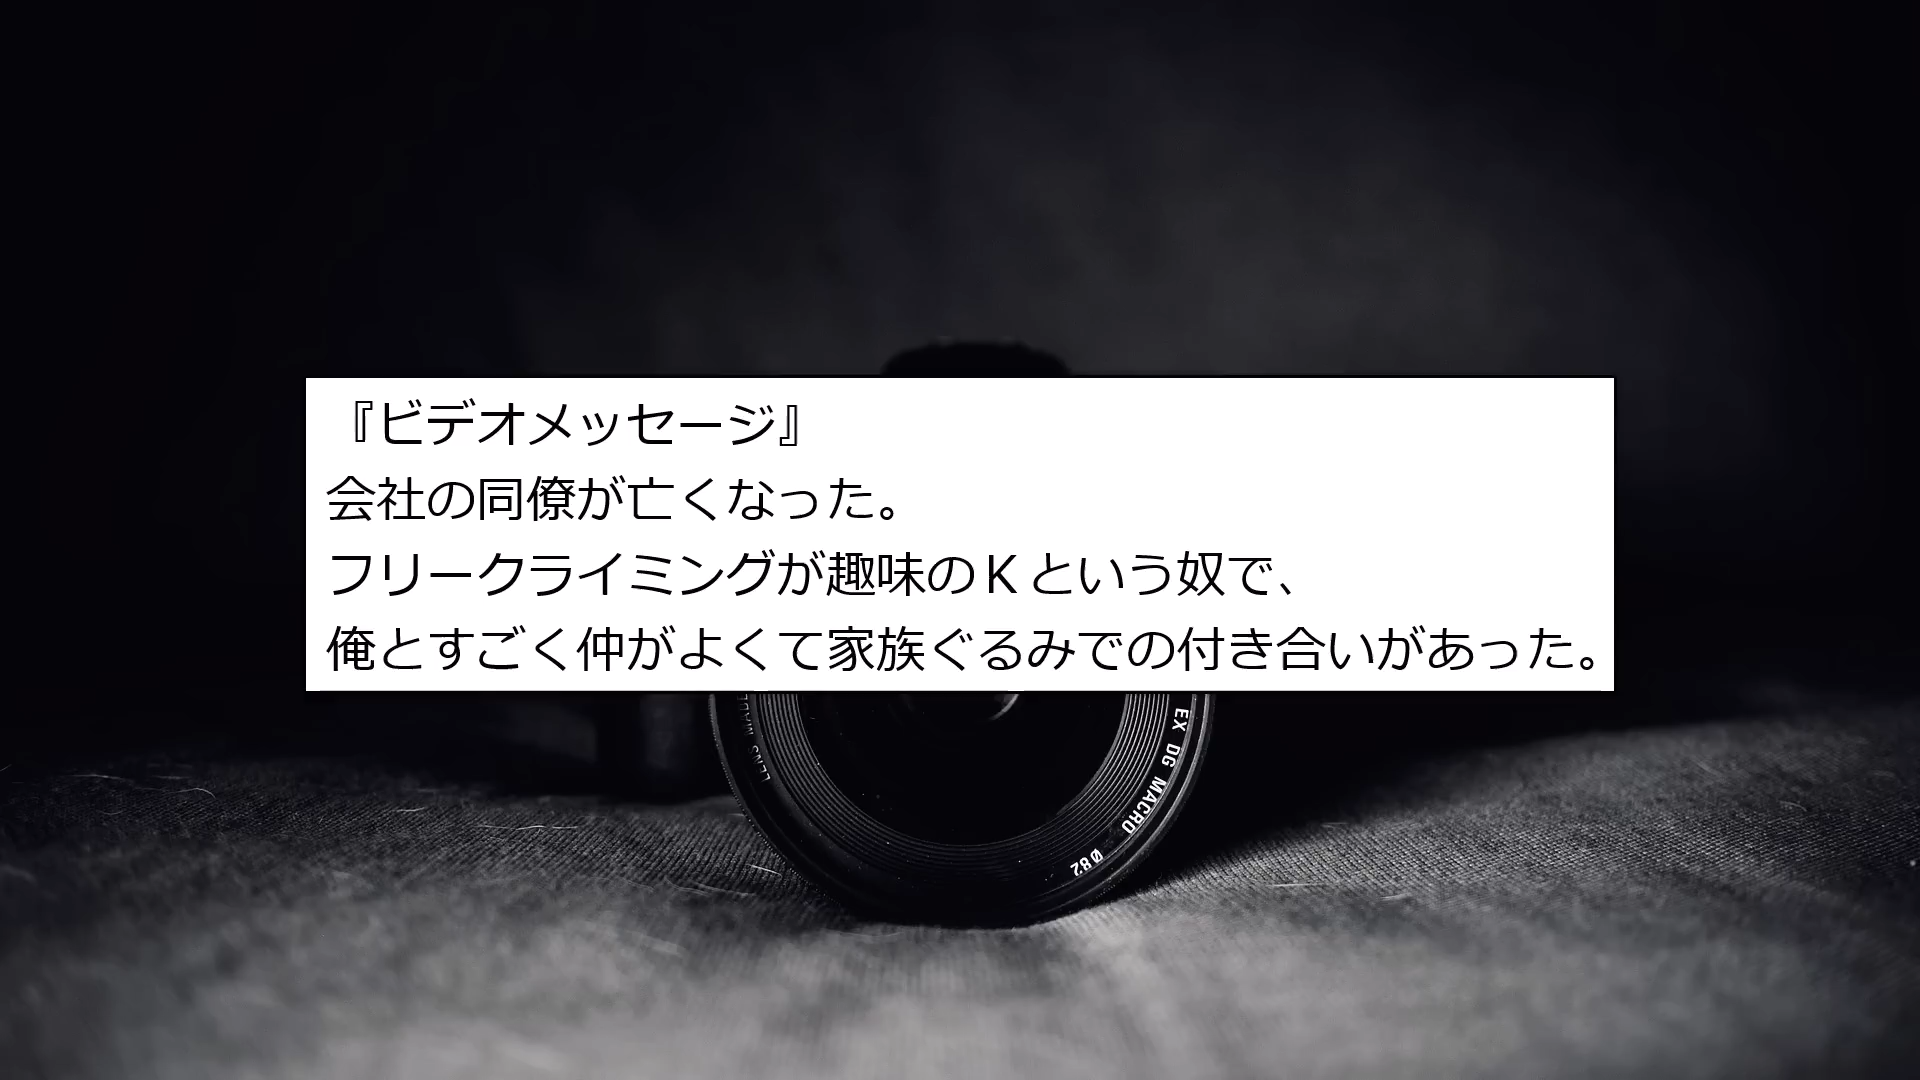 『ビデオメッセージ』
会社の同僚が亡くなった。
フリークライミングが趣味のKという奴で、
俺とすごく仲がよくて家族ぐるみでの付き合いがあった。
LENS MADE
EX DG MACRO Ø82